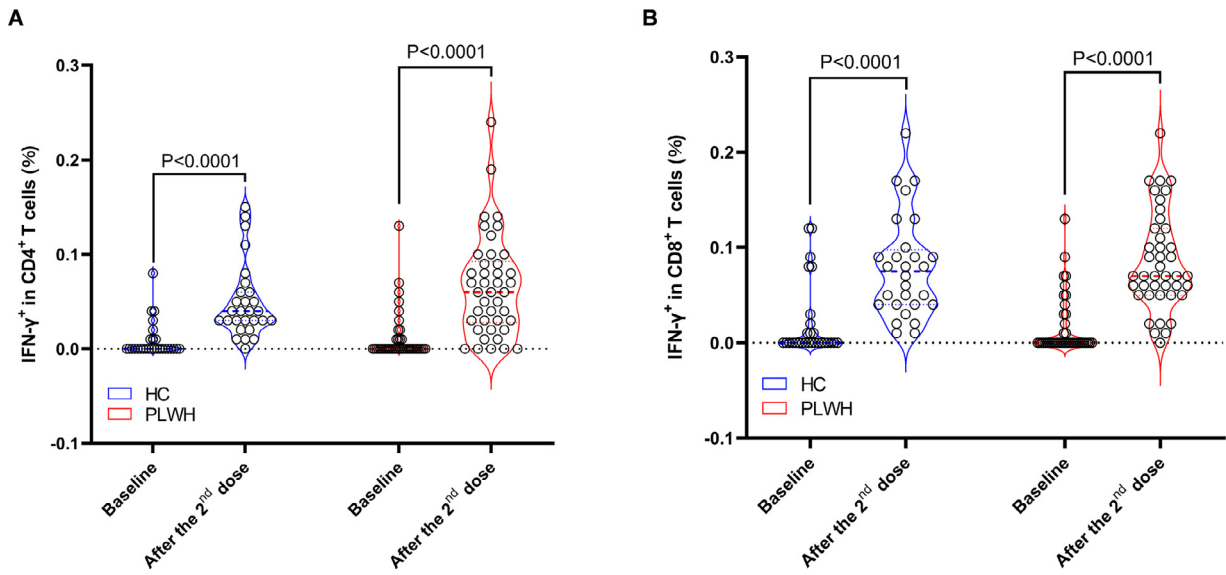 A
IFN-γ⁺ in CD4⁺ T cells (%)
0.3
0.2
0.1
0.0
-0.1
P<0.0001
P<0.0001
HC
PLWH
Baseline
After the 2ⁿᵈ dose
Baseline
After the 2ⁿᵈ dose
B
IFN-γ⁺ in CD8⁺ T cells (%)
0.3
0.2
0.1
0.0
-0.1
P<0.0001
P<0.0001
HC
PLWH
Baseline
After the 2ⁿᵈ dose
Baseline
After the 2ⁿᵈ dose